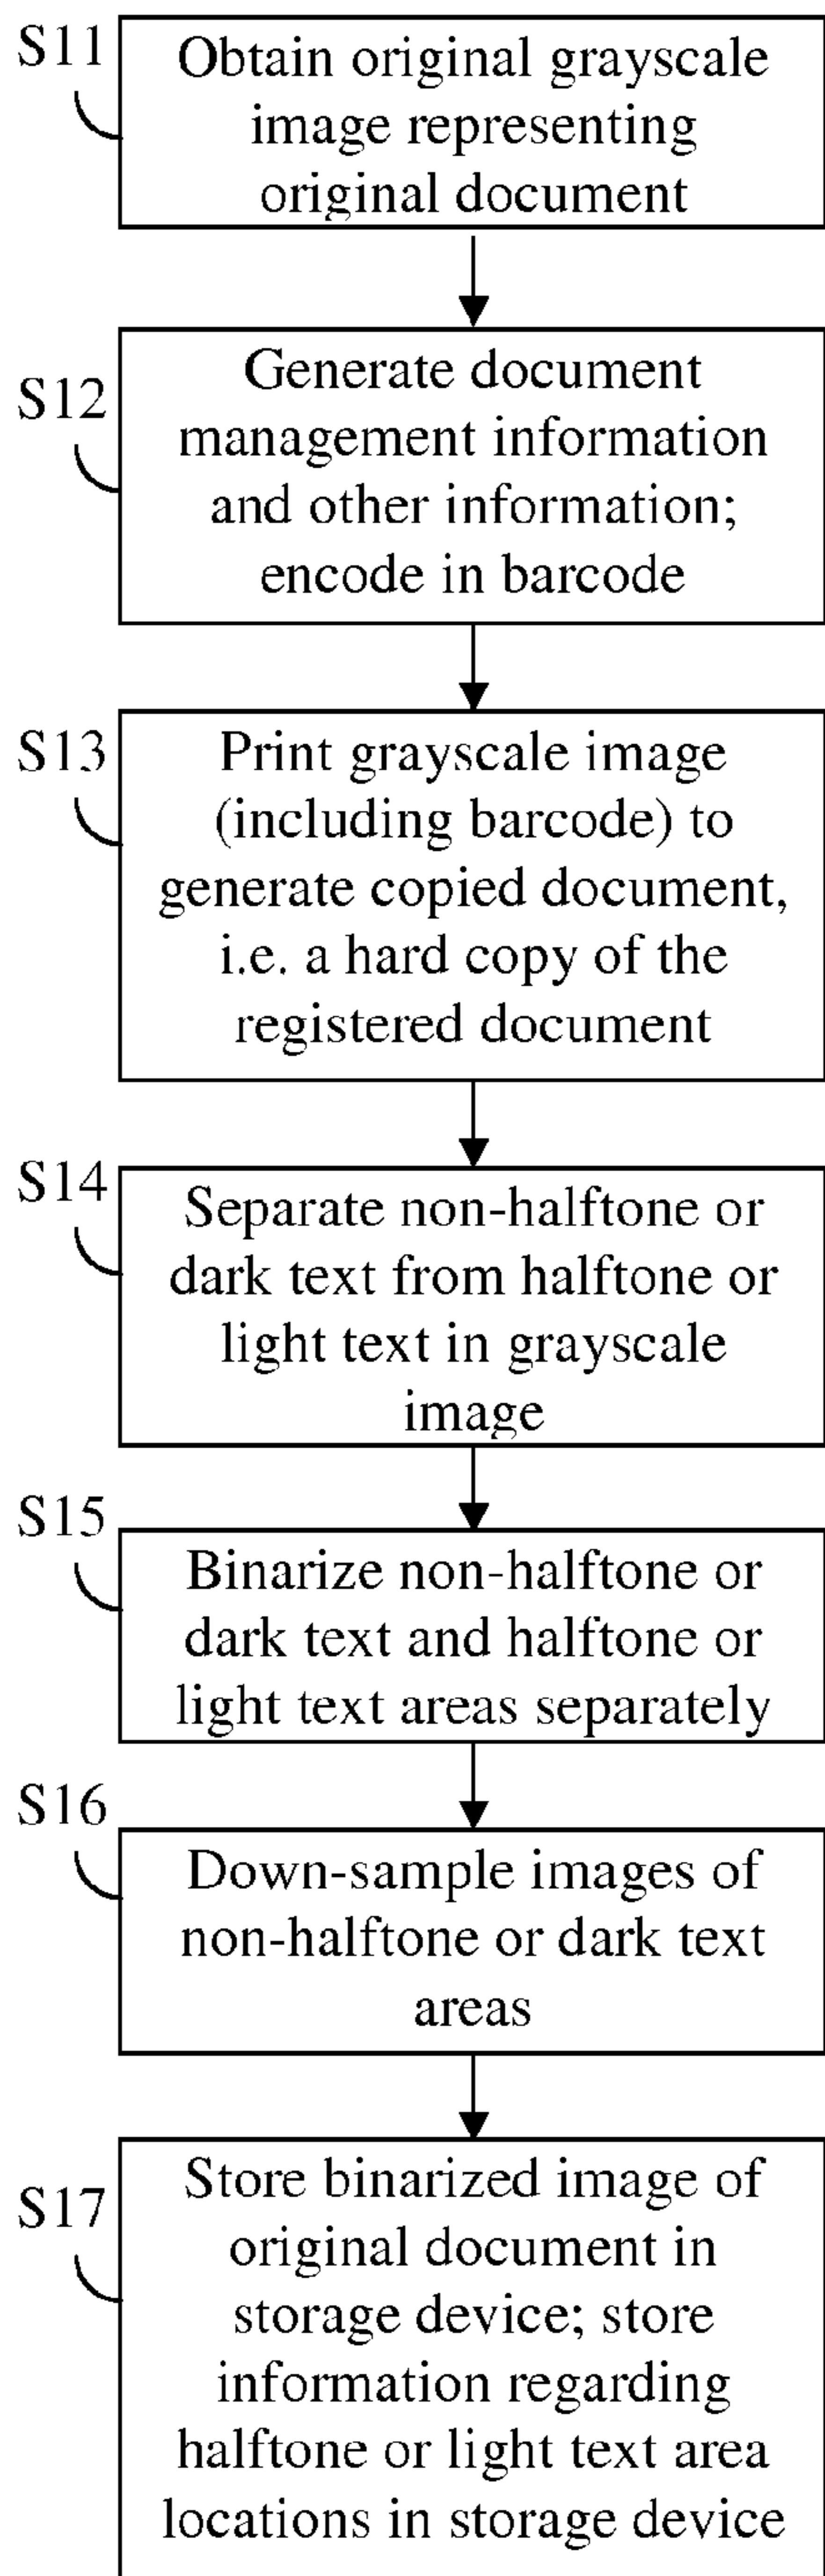 S11
Obtain original grayscale
image representing
original document
S12
Generate document
management information
and other information;
encode in barcode
S13
Print grayscale image
(including barcode) to
generate copied document,
i.e. a hard copy of the
registered document
S14
Separate non-halftone or
dark text from halftone or
light text in grayscale
image
S15
Binarize non-halftone or
dark text and halftone or
light text areas separately
S16
Down-sample images of
non-halftone or dark text
areas
S17
Store binarized image of
original document in
storage device; store
information regarding
halftone or light text area
locations in storage device